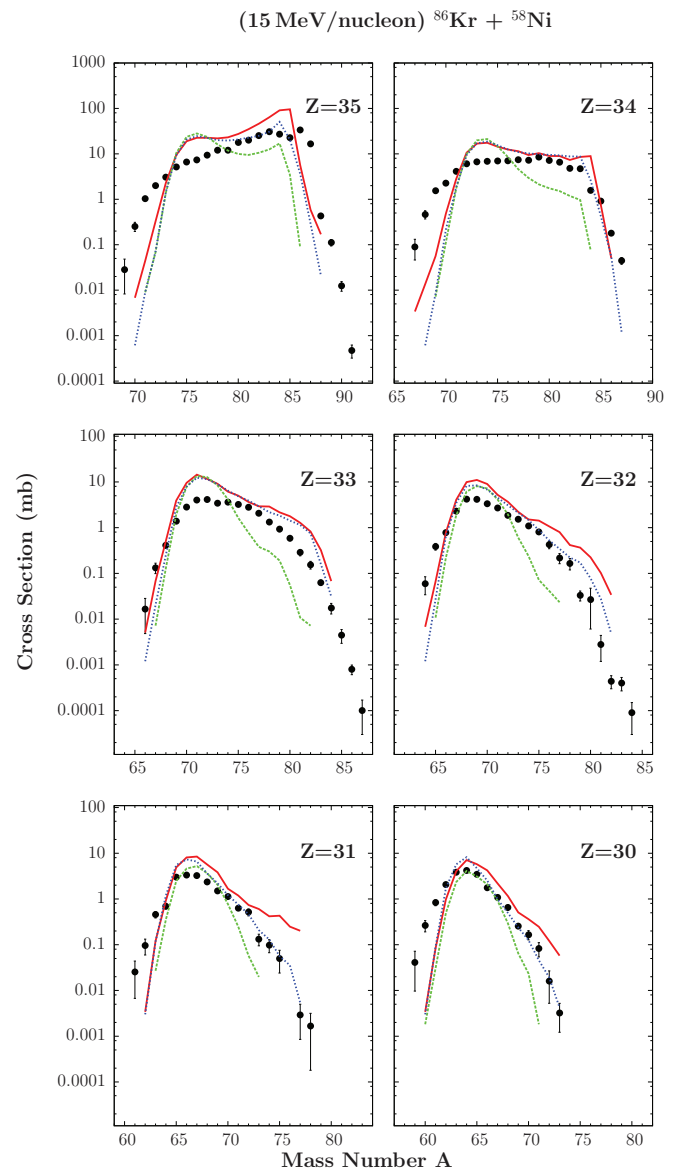 (15 MeV/nucleon) ⁸⁶Kr + ⁵⁸Ni
Cross Section (mb)
1000
100
10
1
0.1
0.01
0.001
0.0001
Z=35
70 75 80 85 90
Z=34
65 70 75 80 85 90
100
10
1
0.1
0.01
0.001
0.0001
Z=33
65 70 75 80 85
Z=32
65 70 75 80 85
100
10
1
0.1
0.01
0.001
0.0001
Z=31
60 65 70 75 80
Z=30
60 65 70 75 80
Mass Number A